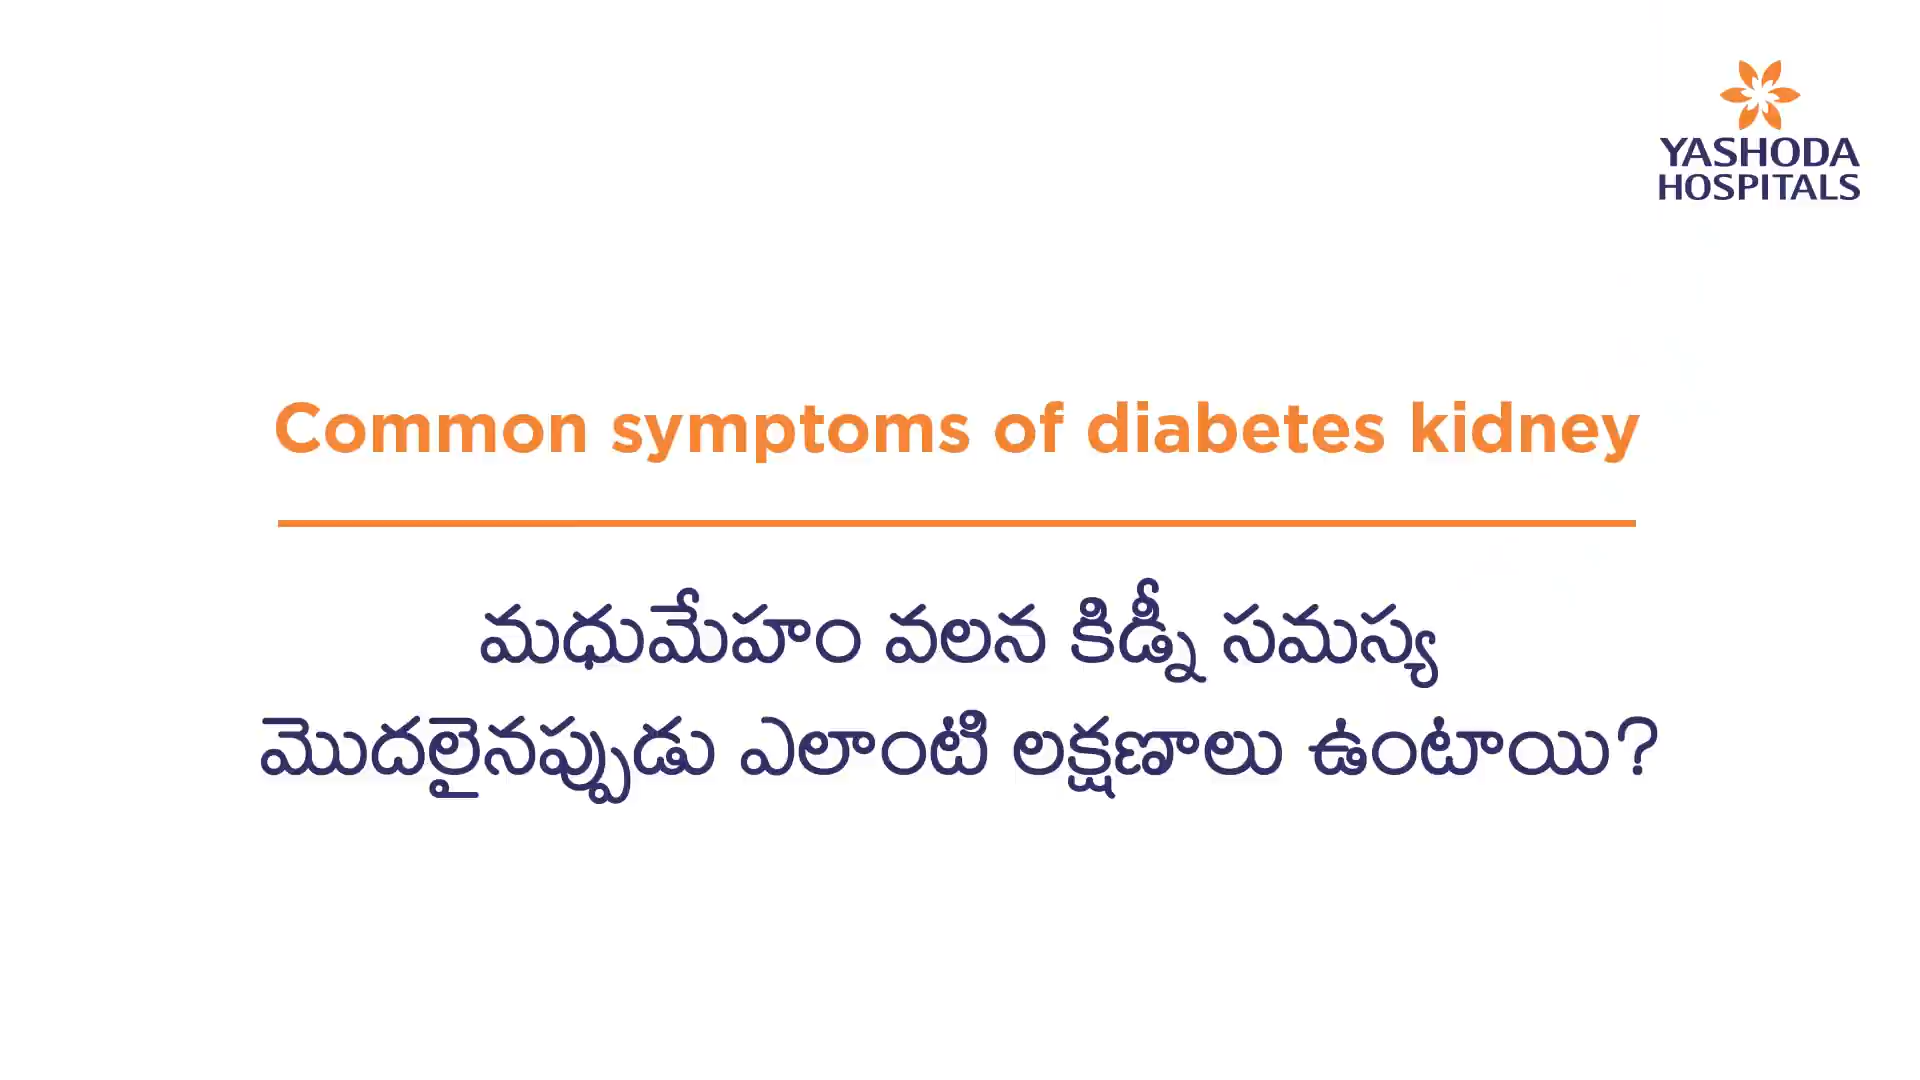 YASHODA
HOSPITALS
Common symptoms of diabetes kidney
మధుమేహం వలన కిడ్నీ సమస్య
మొదలైనప్పుడు ఎలాంటి లక్షణాలు ఉంటాయి?